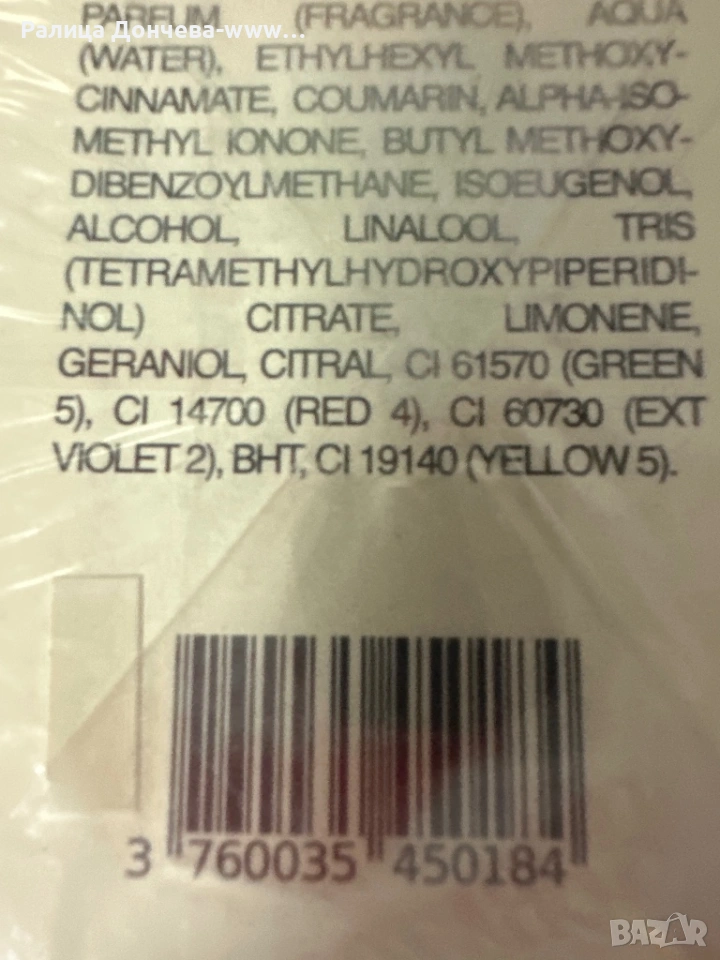 Ралица Дончева-www...
PARFUM (FRAGRANCE), AQUA
(WATER), ETHYLHEXYL METHOXY-
CINNAMATE, COUMARIN, ALPHA-ISO-
METHYL IONONE, BUTYL METHOXY-
DIBENZOYLMETHANE, ISOEUGENOL,
ALCOHOL, LINALOOL, TRIS
(TETRAMETHYLHYDROXYPIPERIDI-
NOL) CITRATE, LIMONENE,
GERANIOL, CITRAL, CI 61570 (GREEN
5), CI 14700 (RED 4), CI 60730 (EXT
VIOLET 2), BHT, CI 19140 (YELLOW 5).
3 760035 450184
BAZAR